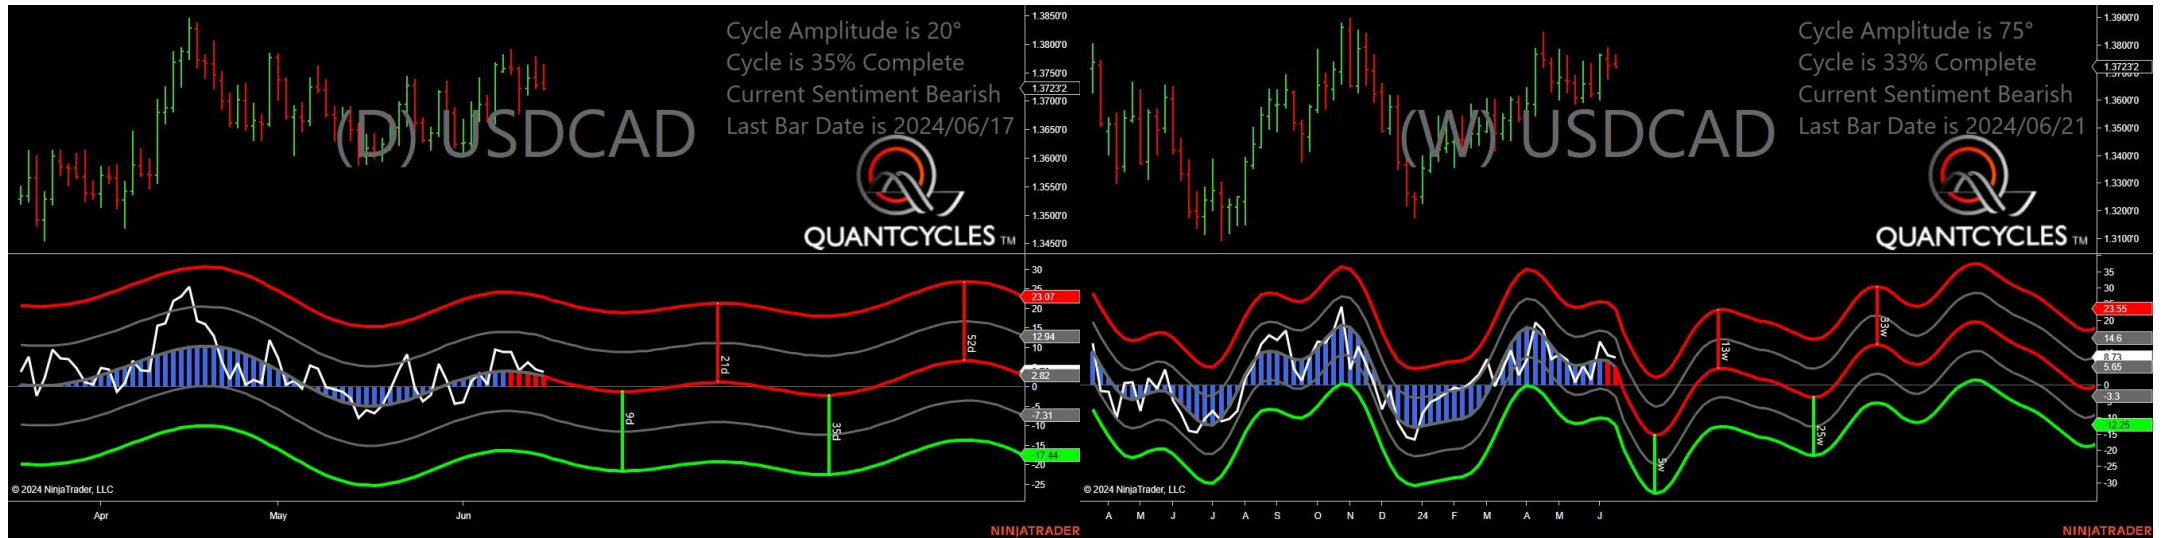 Cycle Amplitude is 20°
Cycle is 35% Complete
Current Sentiment Bearish
Last Bar Date is 2024/06/17
(D) USDCAD
QUANTCYCLES TM
1.3850'0
1.3800'0
1.3750'0
1.3723'2
1.3700'0
1.3650'0
1.3600'0
1.3550'0
1.3500'0
1.3450'0
30
23.07
20
12.94
10
2.82
0
-5
-7.31
-10
-15
-17.44
-20
-25
9d
21d
35d
52d
© 2024 NinjaTrader, LLC
Apr
May
Jun
NINJATRADER
Cycle Amplitude is 75°
Cycle is 33% Complete
Current Sentiment Bearish
Last Bar Date is 2024/06/21
(W) USDCAD
QUANTCYCLES TM
1.3900'0
1.3800'0
1.3723'2
1.3600'0
1.3500'0
1.3400'0
1.3300'0
1.3200'0
1.3100'0
35
30
23.55
20
14.6
8.73
5.65
0
-3.3
-12.25
-15
-20
-25
-30
5w
13w
25w
33w
© 2024 NinjaTrader, LLC
A M J J A S O N D 24 F M A M J
NINJATRADER